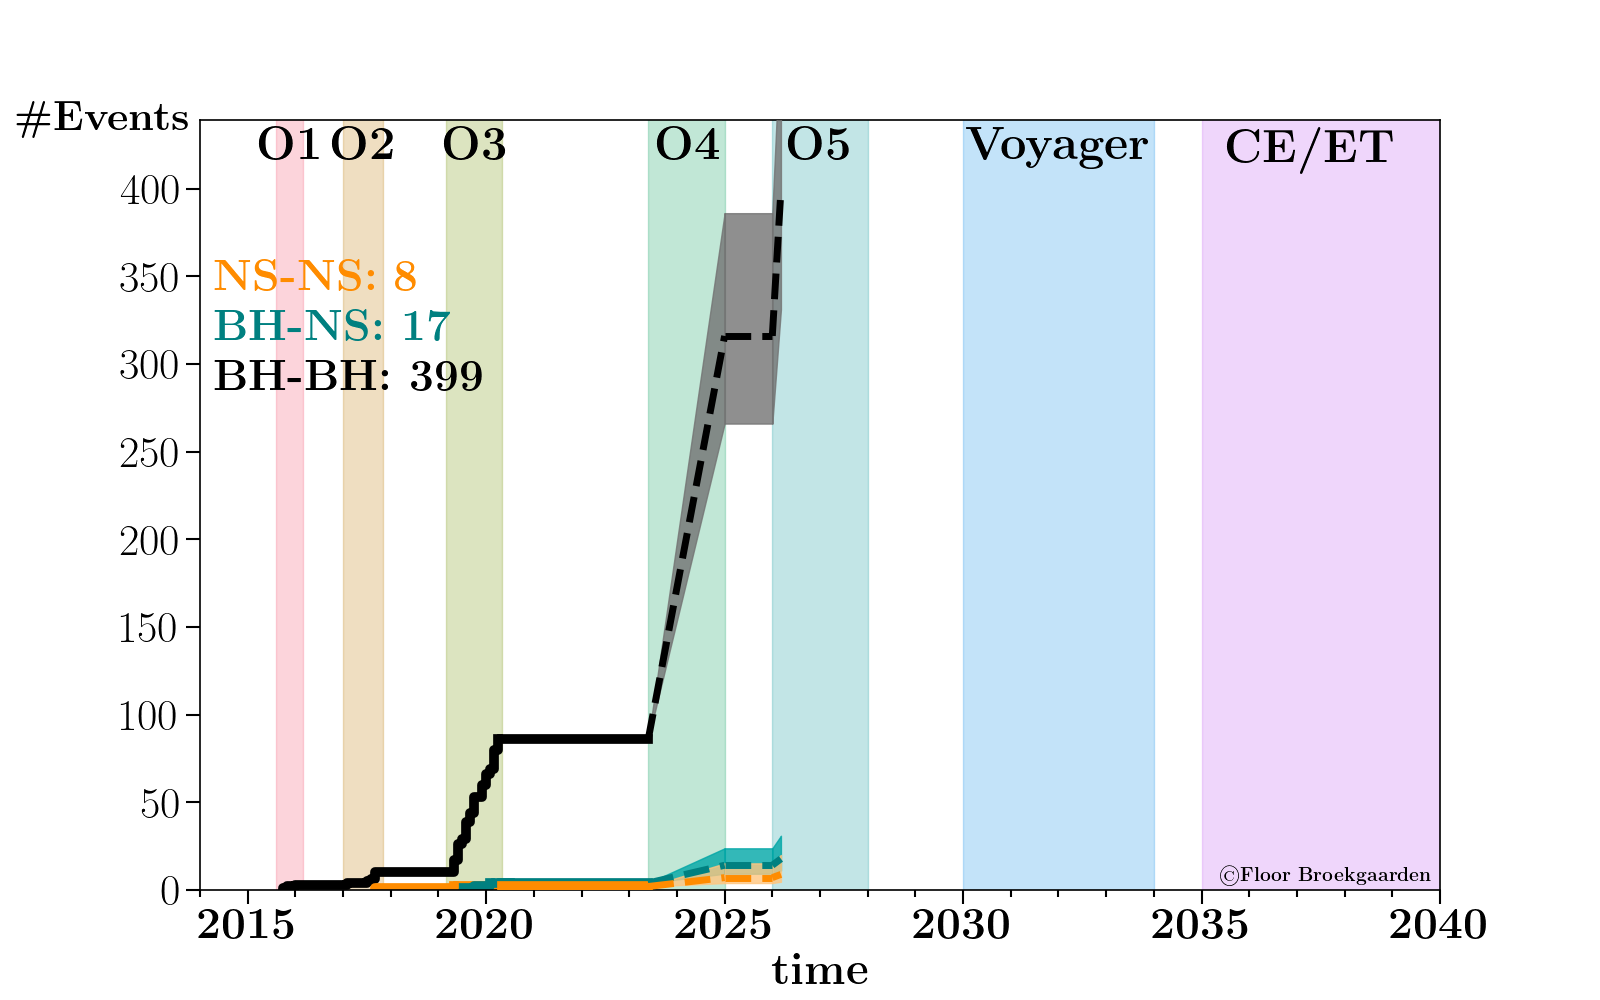 #Events
O1 O2 O3 O4 O5 Voyager CE/ET
400
350
300
250
200
150
100
50
0
NS-NS: 8
BH-NS: 17
BH-BH: 399
©Floor Broekgaarden
2015 2020 2025 2030 2035 2040
time